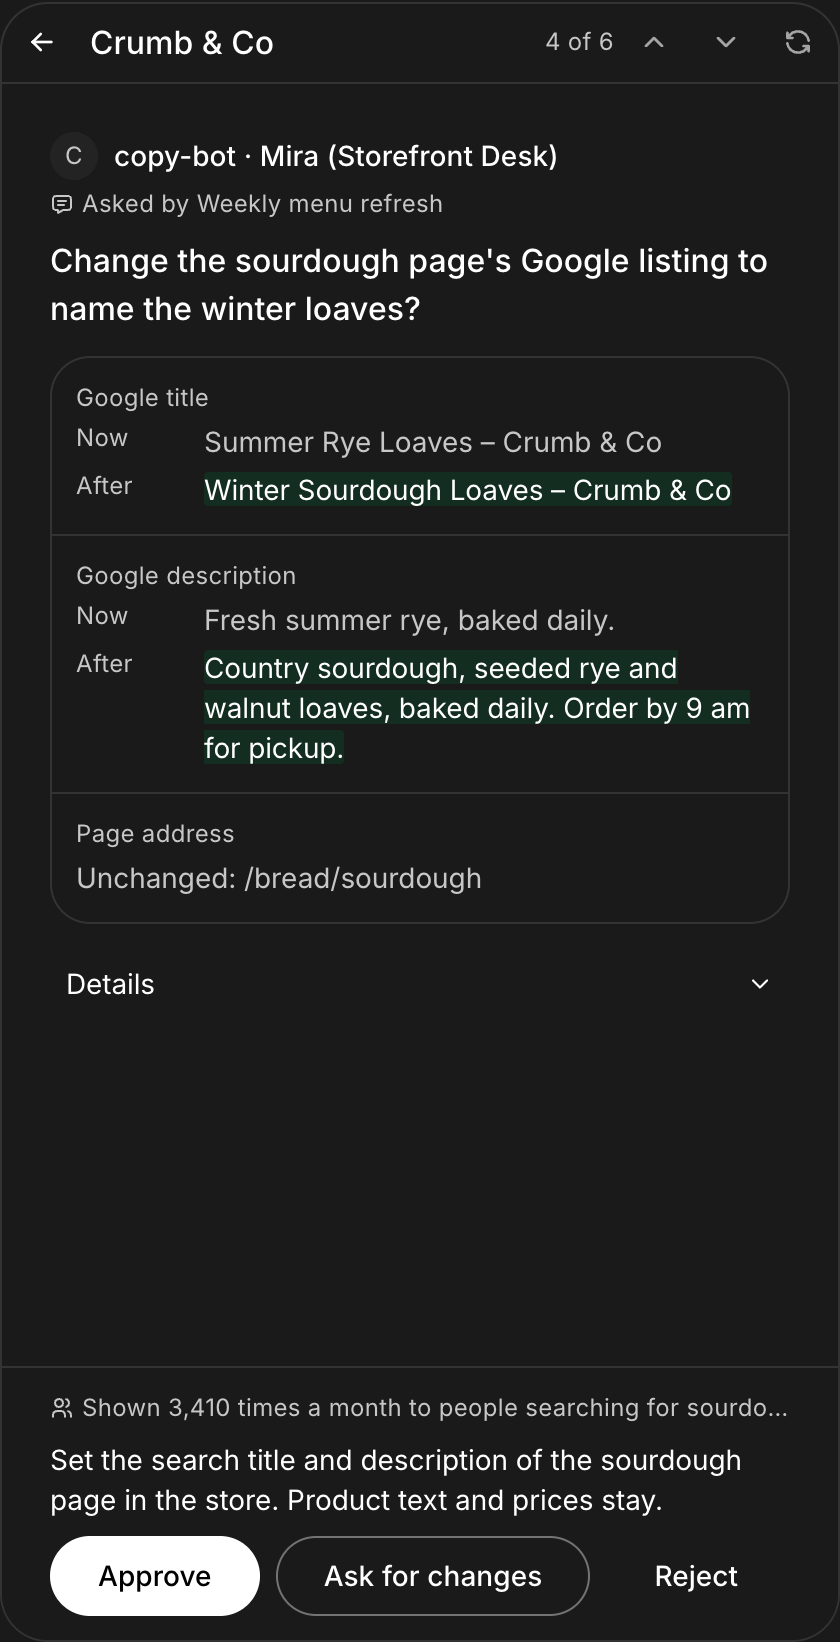 Crumb & Co
4 of 6
C
copy-bot · Mira (Storefront Desk)
Asked by Weekly menu refresh
Change the sourdough page's Google listing to
name the winter loaves?
Google title
Now
Summer Rye Loaves – Crumb & Co
After
Winter Sourdough Loaves – Crumb & Co
Google description
Now
Fresh summer rye, baked daily.
After
Country sourdough, seeded rye and
walnut loaves, baked daily. Order by 9 am
for pickup.
Page address
Unchanged: /bread/sourdough
Details
Shown 3,410 times a month to people searching for sourdo...
Set the search title and description of the sourdough
page in the store. Product text and prices stay.
Approve
Ask for changes
Reject